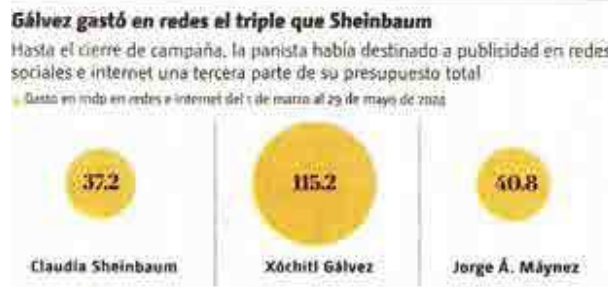 Gálvez gastó en redes el triple que Sheinbaum
Hasta el cierre de campaña, la panista había destinado a publicidad en redes
sociales e internet una tercera parte de su presupuesto total
Gasto en mdp en redes e internet del 1 de marzo al 29 de mayo de 2024
37.2
115.2
40.8
Claudia Sheinbaum
Xóchitl Gálvez
Jorge Á. Máynez